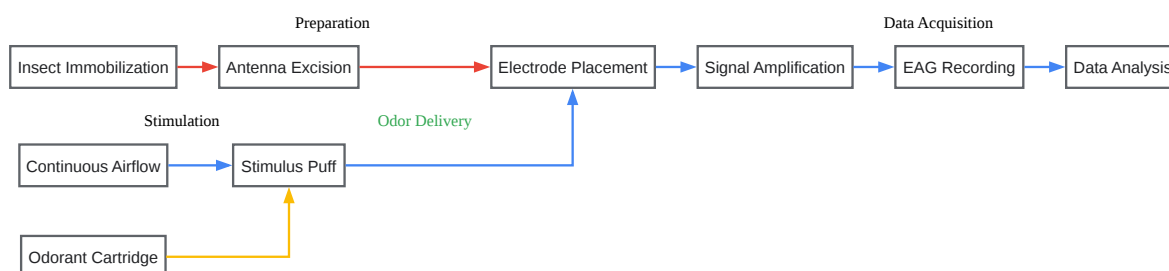 Preparation
Data Acquisition
Insect Immobilization
Antenna Excision
Electrode Placement
Signal Amplification
EAG Recording
Data Analysis
Stimulation
Odor Delivery
Continuous Airflow
Stimulus Puff
Odorant Cartridge